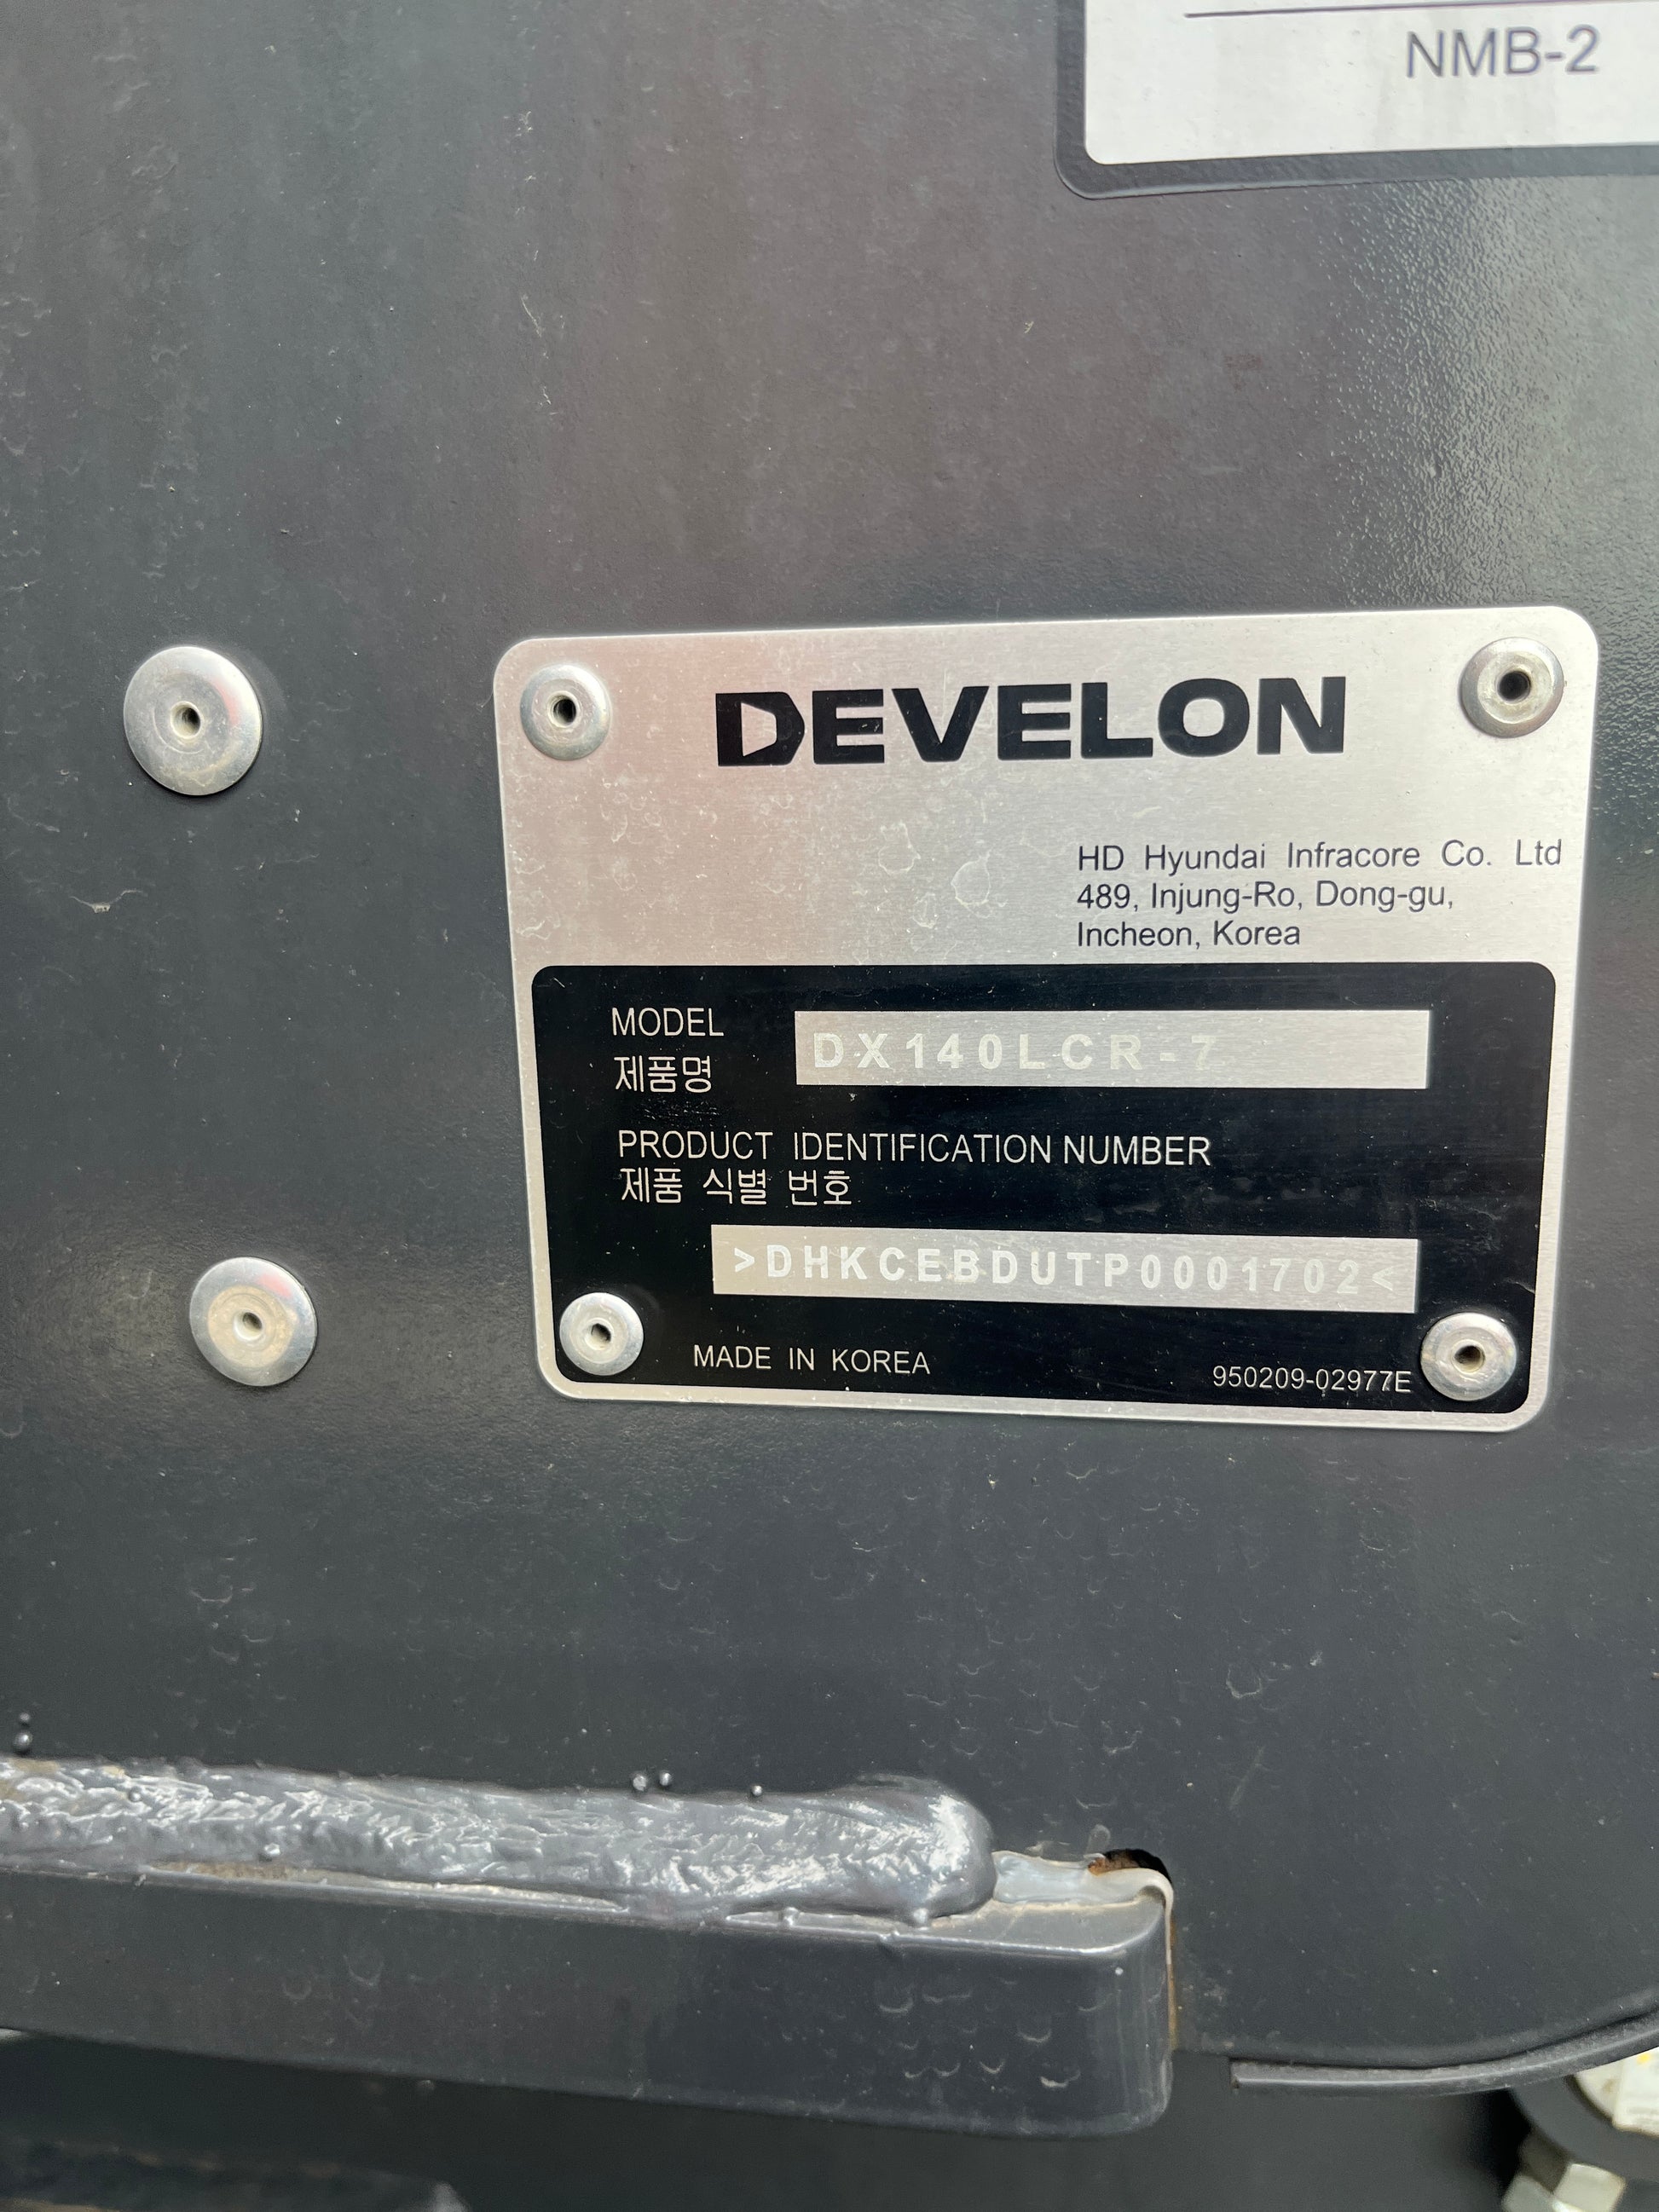 NMB-2
DEVELON
HD Hyundai Infracore Co. Ltd
489, Injung-Ro, Dong-gu,
Incheon, Korea
MODEL DX140LCR-7
제품명
PRODUCT IDENTIFICATION NUMBER
제품 식별 번호
>DHKCEBDUTP0001702<
MADE IN KOREA 950209-02977E